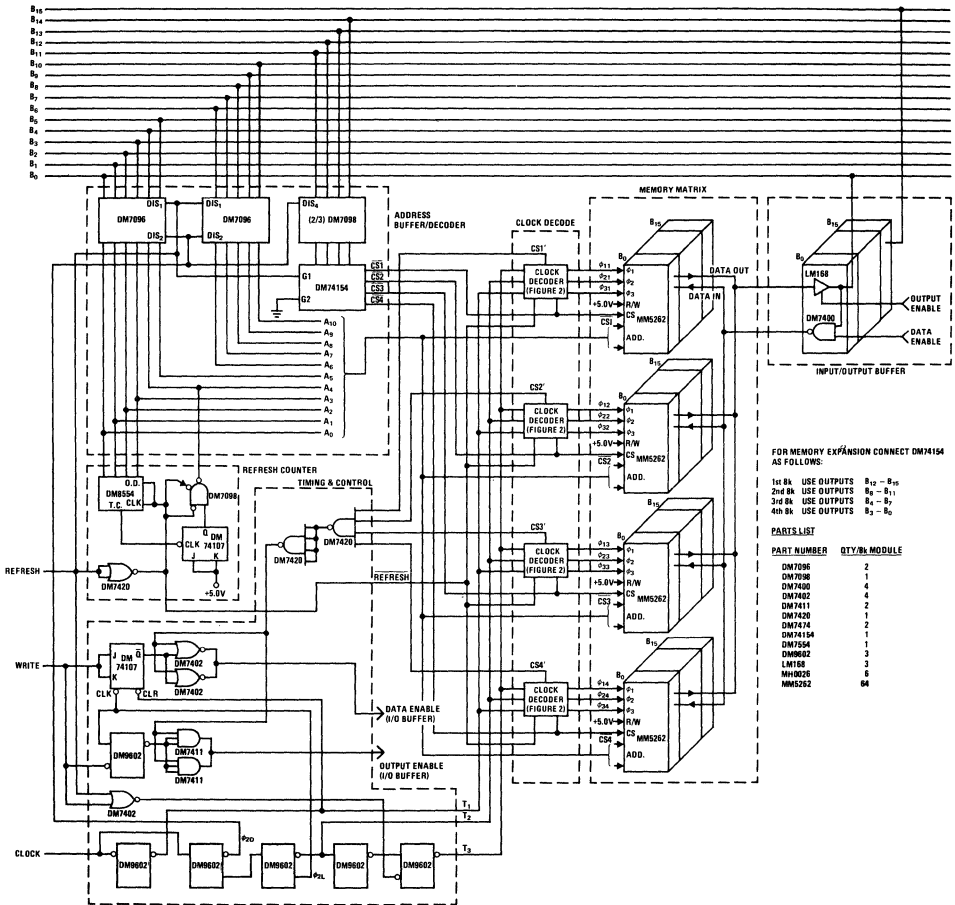 B15
B14
B13
B12
B11
B10
B9
B8
B7
B6
B5
B4
B3
B2
B1
B0
DIS1
DM7096
DIS2
DIS1
DM7096
DIS2
DIS4
(2/3) DM7098
ADDRESS
BUFFER/DECODER
G1
DM74154
G2
CS1
CS2
CS3
CS4
A10
A9
A8
A7
A6
A5
A4
A3
A2
A1
A0
REFRESH COUNTER
O.D.
DM8554
CLK
T.C.
DM7098
Q
DM
74107
CLK
J
K
+5.0V
REFRESH
DM7420
TIMING & CONTROL
DM7420
DM7420
REFRESH
WRITE
J
DM
74107
Q
K
CLK
CLR
DM7402
DM7402
DATA ENABLE
(I/O BUFFER)
DM9602
DM7411
DM7411
OUTPUT ENABLE
(I/O BUFFER)
DM7402
CLOCK
DM9602
ϕ2D
DM9602
DM9602
ϕ2L
DM9602
DM9602
T1
T2
T3
CLOCK DECODE
CS1'
CLOCK
DECODER
(FIGURE 2)
CS2'
CLOCK
DECODER
(FIGURE 2)
CS3'
CLOCK
DECODER
(FIGURE 2)
CS4'
CLOCK
DECODER
(FIGURE 2)
MEMORY MATRIX
B15
B0
ϕ11
ϕ21
ϕ31
+5.0V
CS1
ϕ1
ϕ2
ϕ3
R/W
CS
ADD.
MM5262
DATA OUT
DATA IN
B15
B0
ϕ12
ϕ22
ϕ32
+5.0V
CS2
ϕ1
ϕ2
ϕ3
R/W
CS
ADD.
MM5262
B15
B0
ϕ13
ϕ23
ϕ33
+5.0V
CS3
ϕ1
ϕ2
ϕ3
R/W
CS
ADD.
MM5262
B15
B0
ϕ14
ϕ24
ϕ34
+5.0V
CS4
ϕ1
ϕ2
ϕ3
R/W
CS
ADD.
MM5262
B15
B0
LM168
DM7400
OUTPUT
ENABLE
DATA
ENABLE
INPUT/OUTPUT BUFFER
FOR MEMORY EXPANSION CONNECT DM74154
AS FOLLOWS:
1st 8k USE OUTPUTS B12 – B15
2nd 8k USE OUTPUTS B8 – B11
3rd 8k USE OUTPUTS B4 – B7
4th 8k USE OUTPUTS B3 – B0
PARTS LIST
PART NUMBER QTY/8k MODULE
DM7096 2
DM7098 1
DM7400 4
DM7402 4
DM7411 2
DM7420 1
DM7474 2
DM74154 1
DM7554 1
DM9602 3
LM168 3
MH0026 6
MM5262 64